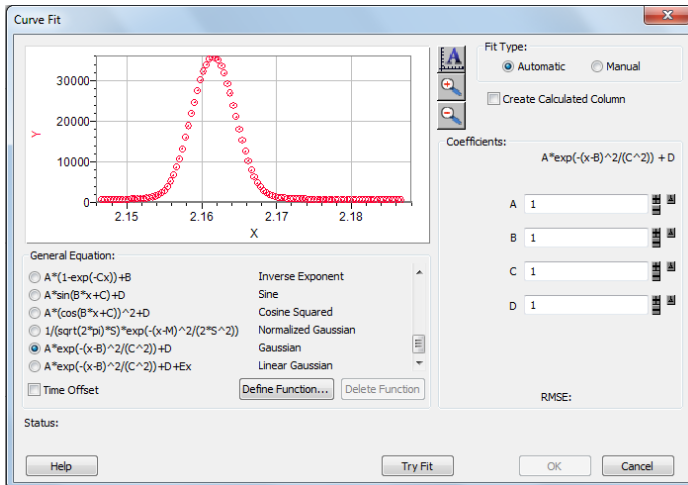 Curve Fit
Fit Type:
Automatic
Manual
Create Calculated Column
30000
20000
10000
0
Y
2.15
2.16
2.17
2.18
X
Coefficients:
A*exp(-(x-B)^2/(C^2)) + D
A 1
B 1
C 1
D 1
RMSE:
General Equation:
A*(1-exp(-Cx))+B Inverse Exponent
A*sin(B*x+C)+D Sine
A*(cos(B*x+C))^2+D Cosine Squared
1/(sqrt(2*pi)*S)*exp(-(x-M)^2/(2*S^2)) Normalized Gaussian
A*exp(-(x-B)^2/(C^2))+D Gaussian
A*exp(-(x-B)^2/(C^2))+D+Ex Linear Gaussian
Time Offset
Define Function...
Delete Function
Status:
Help
Try Fit
OK
Cancel